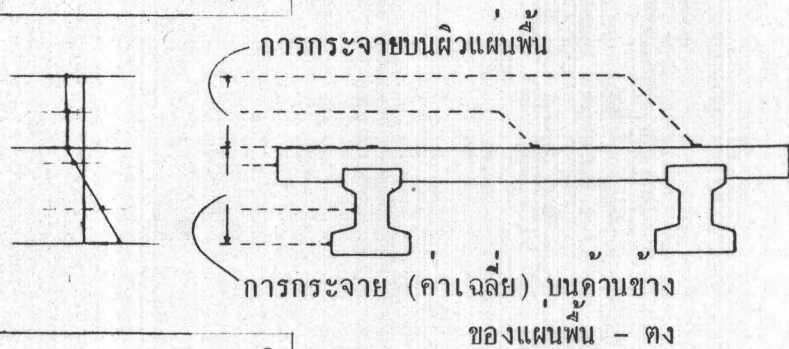 การกระจายบนผิวแผ่นพื้น
การกระจาย (ค่าเฉลี่ย) บนด้านข้าง
ของแผ่นพื้น - ตง